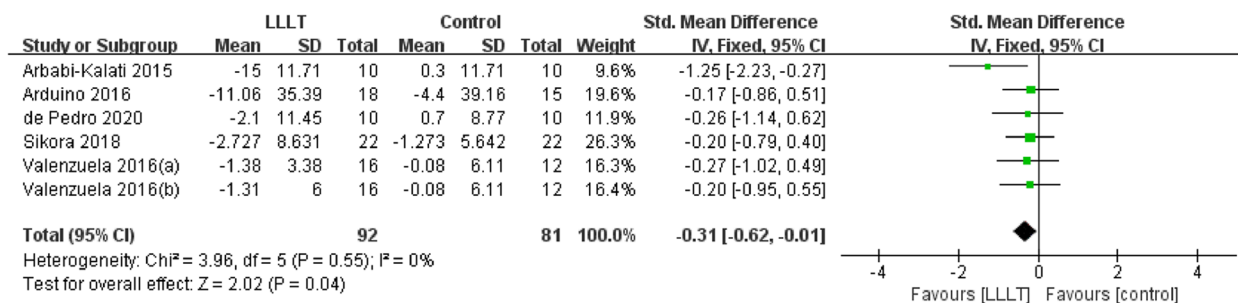 LLLT Control Std. Mean Difference Std. Mean Difference
Study or Subgroup Mean SD Total Mean SD Total Weight IV, Fixed, 95% CI IV, Fixed, 95% CI
Arbabi-Kalati 2015 -15 11.71 10 0.3 11.71 10 9.6% -1.25 [-2.23, -0.27]
Arduino 2016 -11.06 35.39 18 -4.4 39.16 15 19.6% -0.17 [-0.86, 0.51]
de Pedro 2020 -2.1 11.45 10 0.7 8.77 10 11.9% -0.26 [-1.14, 0.62]
Sikora 2018 -2.727 8.631 22 -1.273 5.642 22 26.3% -0.20 [-0.79, 0.40]
Valenzuela 2016(a) -1.38 3.38 16 -0.08 6.11 12 16.3% -0.27 [-1.02, 0.49]
Valenzuela 2016(b) -1.31 6 16 -0.08 6.11 12 16.4% -0.20 [-0.95, 0.55]
Total (95% CI) 92 81 100.0% -0.31 [-0.62, -0.01]
Heterogeneity: Chi² = 3.96, df = 5 (P = 0.55); I² = 0%
Test for overall effect: Z = 2.02 (P = 0.04)
-4 -2 0 2 4
Favours [LLLT] Favours [control]